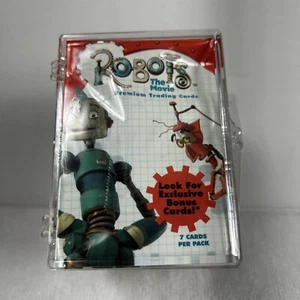 ROBOTS
The
Movie
Premium Trading Cards
Look For
Exclusive
Bonus
Cards!*
7 CARDS
PER PACK